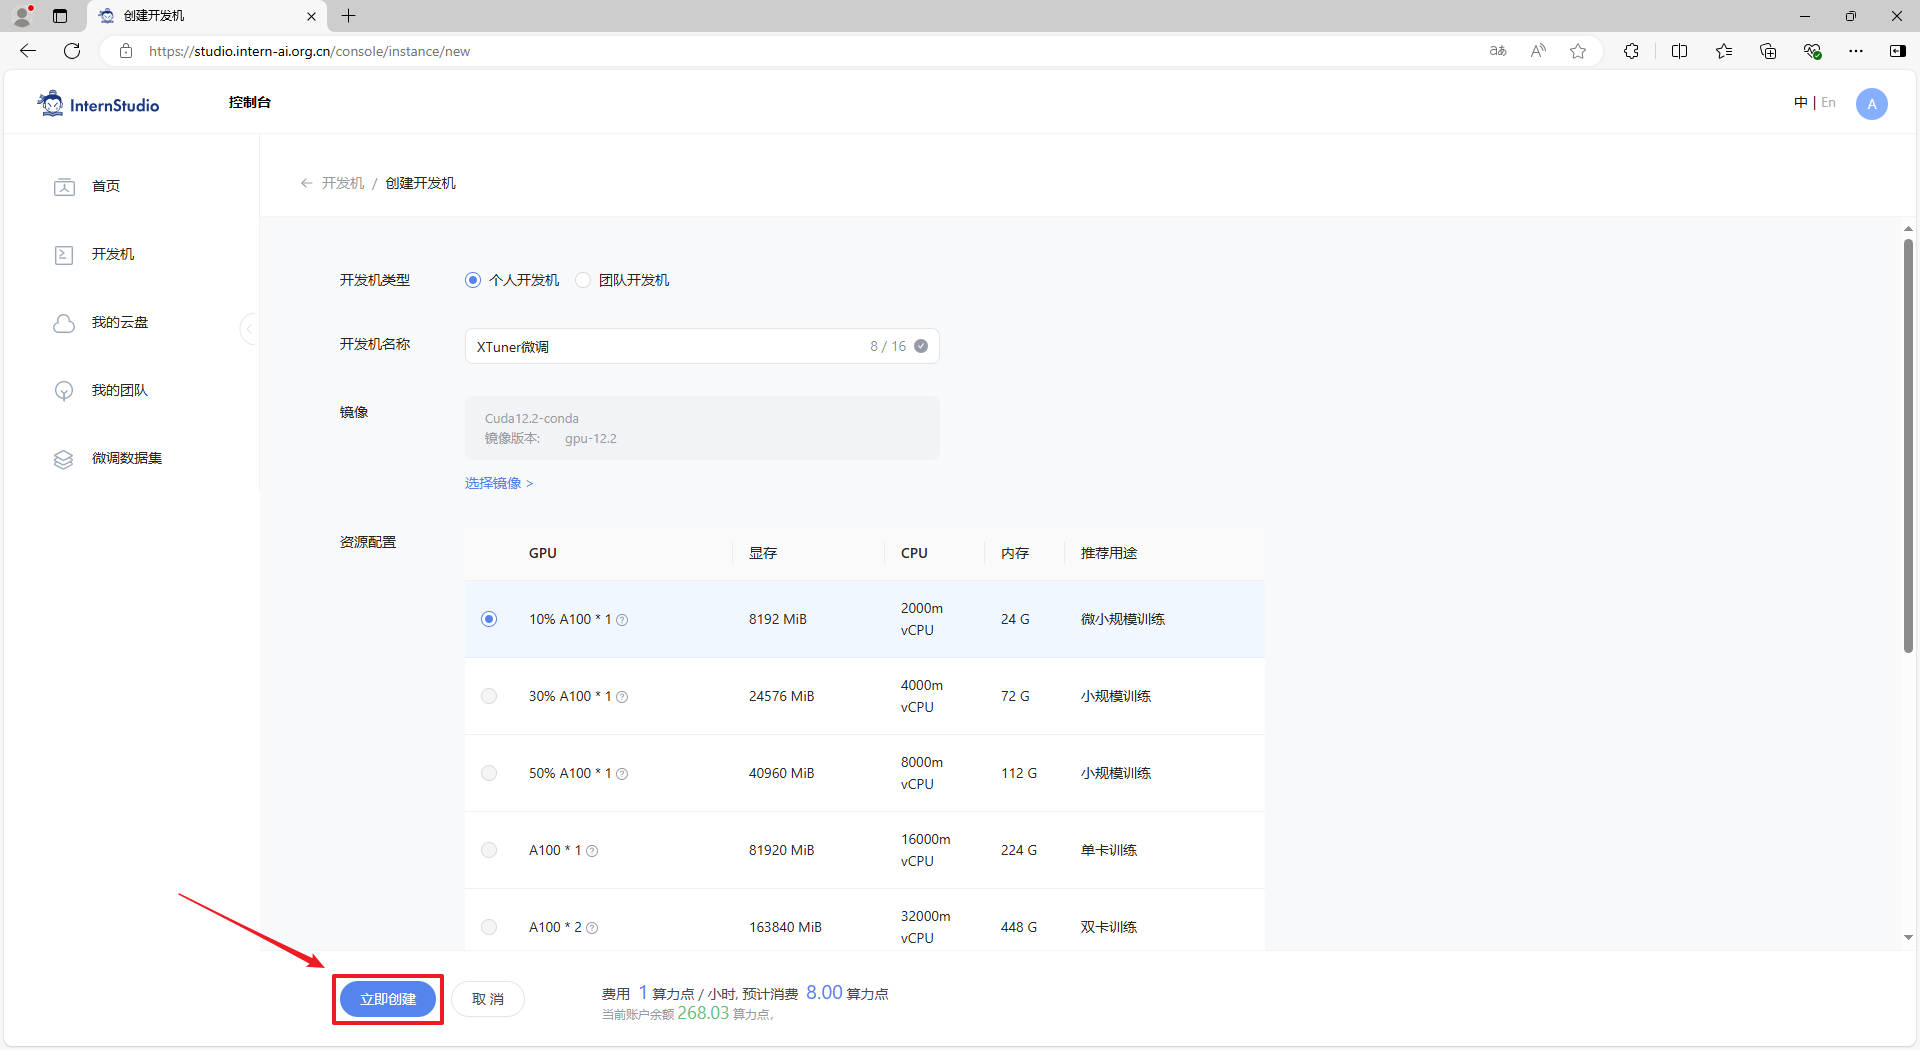 创建开发机
https://studio.intern-ai.org.cn/console/instance/new
InternStudio
控制台
中 | En
A
首页
开发机
我的云盘
我的团队
微调数据集
← 开发机 / 创建开发机
开发机类型
个人开发机
团队开发机
开发机名称
XTuner微调
8 / 16
镜像
Cuda12.2-conda
镜像版本: gpu-12.2
选择镜像 >
资源配置
GPU 显存 CPU 内存 推荐用途
10% A100 * 1 8192 MiB 2000m vCPU 24 G 微小规模训练
30% A100 * 1 24576 MiB 4000m vCPU 72 G 小规模训练
50% A100 * 1 40960 MiB 8000m vCPU 112 G 小规模训练
A100 * 1 81920 MiB 16000m vCPU 224 G 单卡训练
A100 * 2 163840 MiB 32000m vCPU 448 G 双卡训练
立即创建
取 消
费用 1 算力点 / 小时, 预计消费 8.00 算力点
当前账户余额 268.03 算力点,